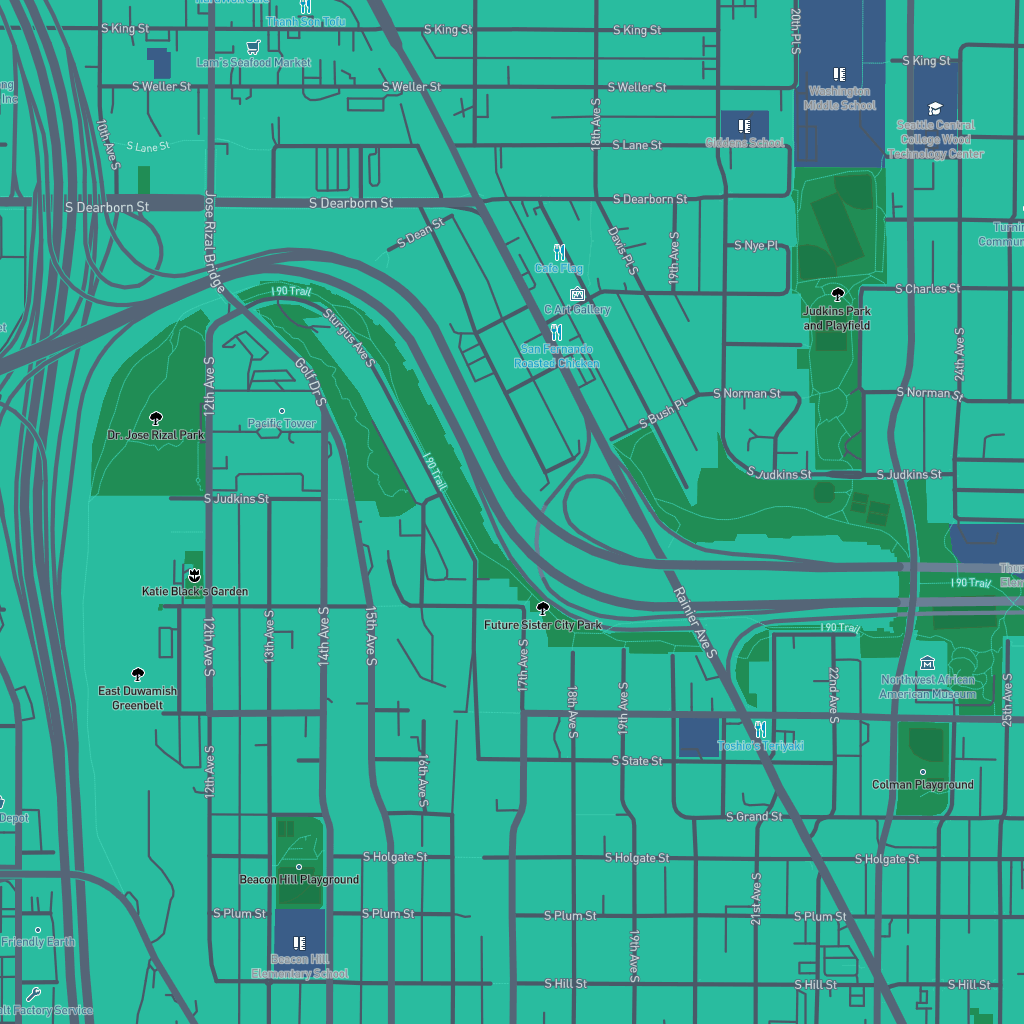 Thanh Son Tofu
S King St
S King St
S King St
20th Pl S
Lam's Seafood Market
S King St
Washington
Middle School
S Weller St
S Weller St
S Weller St
Inc
18th Ave S
Giddens School
Seattle Central
College Wood
Technology Center
10th Ave S
S Lane St
S Lane St
S Dearborn St
Jose Rizal Bridge
S Dearborn St
S Dearborn St
S Dean St
Davis Pl S
19th Ave S
S Nye Pl
Cafe Flag
I 90 Trail
C Art Gallery
S Charles St
Judkins Park
and Playfield
Sturgus Ave S
San Fernando
Roasted Chicken
24th Ave S
12th Ave S
Golf Dr S
S Norman St
S Norman St
S Bush Pl
Pacific Tower
Dr. Jose Rizal Park
I 90 Trail
S Judkins St
S Judkins St
S Judkins St
Katie Black's Garden
I 90 Trail
Rainier Ave S
Future Sister City Park
I 90 Trail
12th Ave S
13th Ave S
14th Ave S
15th Ave S
17th Ave S
Northwest African
American Museum
East Duwamish
Greenbelt
18th Ave S
19th Ave S
22nd Ave S
25th Ave S
Toshio's Teriyaki
12th Ave S
16th Ave S
S State St
Colman Playground
Depot
S Grand St
S Holgate St
S Holgate St
S Holgate St
Beacon Hill Playground
21st Ave S
S Plum St
S Plum St
S Plum St
S Plum St
Friendly Earth
Beacon Hill
Elementary School
19th Ave S
S Hill St
S Hill St
S Hill St
Factory Service